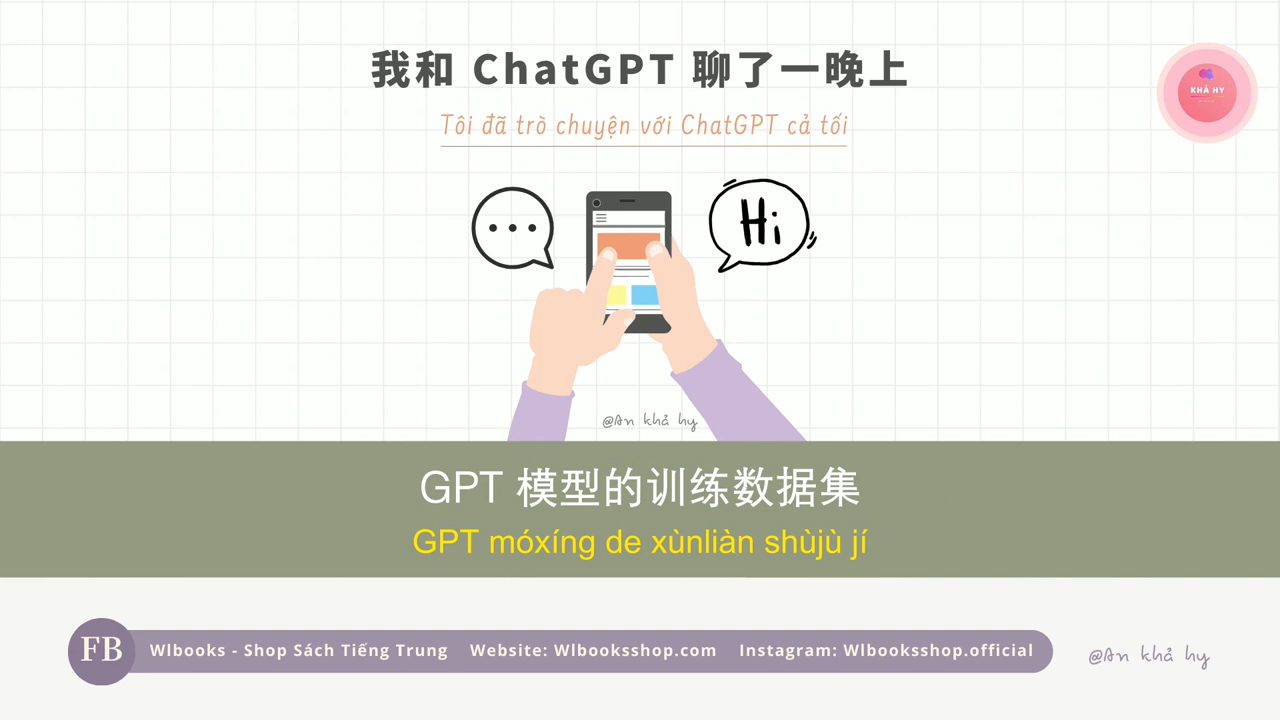 我和 ChatGPT 聊了一晚上
Tôi đã trò chuyện với ChatGPT cả tối
KHẢ HY
Hi
@An khả hy
GPT 模型的训练数据集
GPT móxíng de xùnliàn shùjù jí
FB
Wlbooks - Shop Sách Tiếng Trung Website: Wlbooksshop.com Instagram: Wlbooksshop.official
@An khả hy